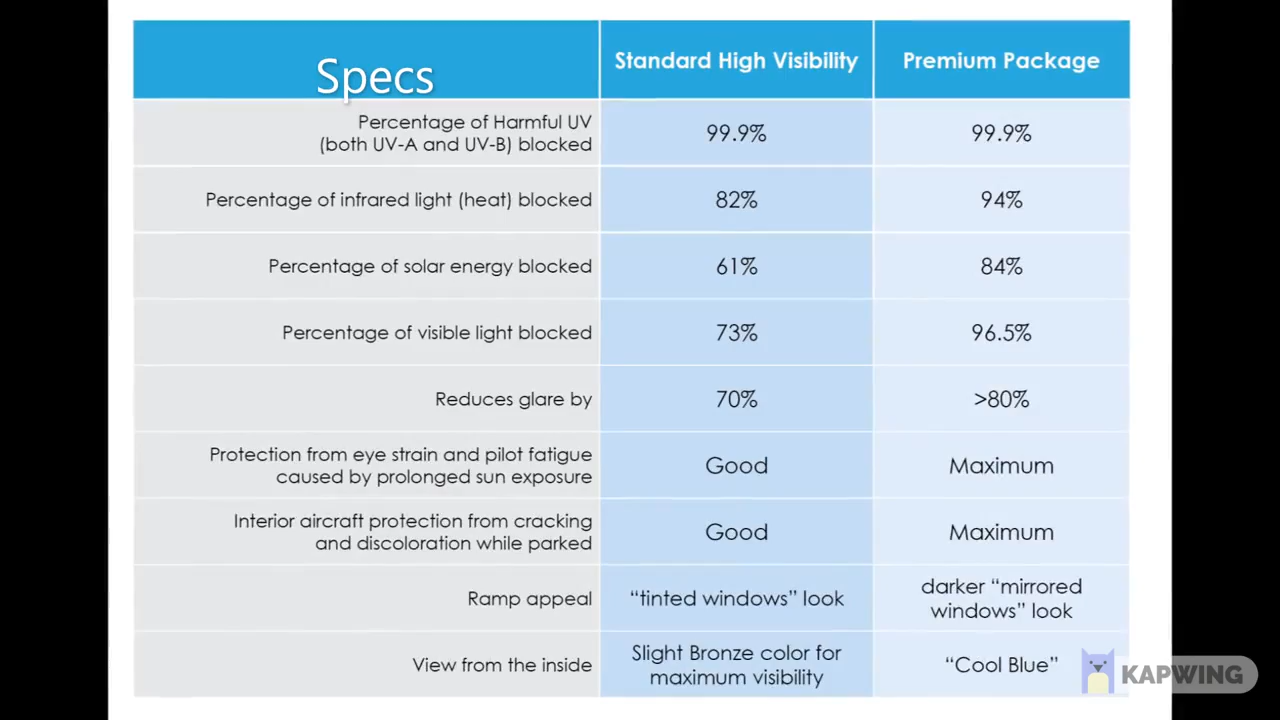 Specs
Standard High Visibility
Premium Package
Percentage of Harmful UV
(both UV-A and UV-B) blocked
99.9%
99.9%
Percentage of infrared light (heat) blocked
82%
94%
Percentage of solar energy blocked
61%
84%
Percentage of visible light blocked
73%
96.5%
Reduces glare by
70%
>80%
Protection from eye strain and pilot fatigue
caused by prolonged sun exposure
Good
Maximum
Interior aircraft protection from cracking
and discoloration while parked
Good
Maximum
Ramp appeal
“tinted windows” look
darker “mirrored
windows” look
View from the inside
Slight Bronze color for
maximum visibility
“Cool Blue”
KAPWING